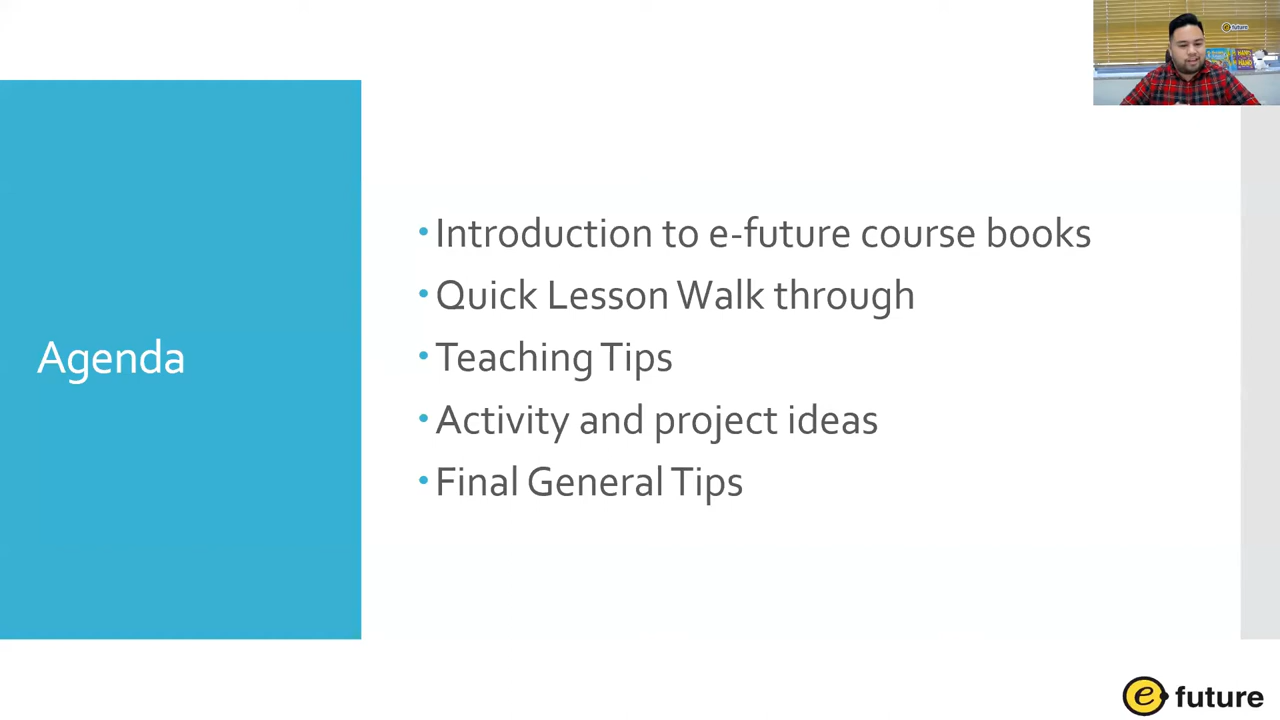 e future
Agenda
• Introduction to e-future course books
• Quick Lesson Walk through
• Teaching Tips
• Activity and project ideas
• Final General Tips
e future